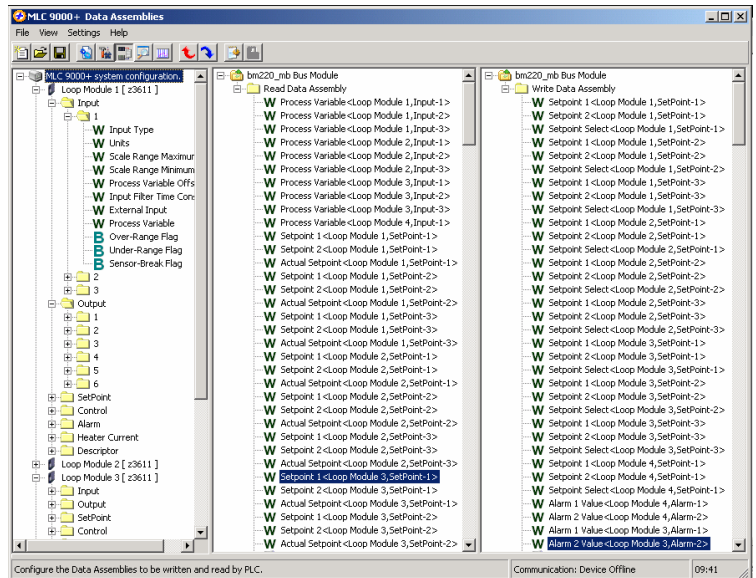 MLC 9000+ Data Assemblies
File View Settings Help
MLC 9000+ system configuration.
Loop Module 1 [ z3611 ]
Input
1
W Input Type
W Units
W Scale Range Maximur
W Scale Range Minimum
W Process Variable Offs
W Input Filter Time Con
W External Input
W Process Variable
B Over-Range Flag
B Under-Range Flag
B Sensor-Break Flag
2
3
Output
1
2
3
4
5
6
SetPoint
Control
Alarm
Heater Current
Descriptor
Loop Module 2 [ z3611 ]
Loop Module 3 [ z3611 ]
Input
Output
SetPoint
Control
bm220_mb Bus Module
Read Data Assembly
W Process Variable<Loop Module 1,Input-1>
W Process Variable<Loop Module 1,Input-2>
W Process Variable<Loop Module 1,Input-3>
W Process Variable<Loop Module 2,Input-1>
W Process Variable<Loop Module 2,Input-2>
W Process Variable<Loop Module 2,Input-3>
W Process Variable<Loop Module 3,Input-1>
W Process Variable<Loop Module 3,Input-2>
W Process Variable<Loop Module 3,Input-3>
W Process Variable<Loop Module 4,Input-1>
W Setpoint 1<Loop Module 1,SetPoint-1>
W Setpoint 2<Loop Module 1,SetPoint-1>
W Actual Setpoint<Loop Module 1,SetPoint-1>
W Setpoint 1<Loop Module 1,SetPoint-2>
W Setpoint 2<Loop Module 1,SetPoint-2>
W Actual Setpoint<Loop Module 1,SetPoint-2>
W Setpoint 1<Loop Module 1,SetPoint-3>
W Setpoint 2<Loop Module 1,SetPoint-3>
W Actual Setpoint<Loop Module 1,SetPoint-3>
W Setpoint 1<Loop Module 2,SetPoint-1>
W Setpoint 2<Loop Module 2,SetPoint-1>
W Actual Setpoint<Loop Module 2,SetPoint-1>
W Setpoint 1<Loop Module 2,SetPoint-2>
W Setpoint 2<Loop Module 2,SetPoint-2>
W Actual Setpoint<Loop Module 2,SetPoint-2>
W Setpoint 1<Loop Module 2,SetPoint-3>
W Setpoint 2<Loop Module 2,SetPoint-3>
W Actual Setpoint<Loop Module 2,SetPoint-3>
W Setpoint 1<Loop Module 3,SetPoint-1>
W Setpoint 2<Loop Module 3,SetPoint-1>
W Actual Setpoint<Loop Module 3,SetPoint-1>
W Setpoint 1<Loop Module 3,SetPoint-2>
W Setpoint 2<Loop Module 3,SetPoint-2>
W Actual Setpoint<Loop Module 3,SetPoint-2>
bm220_mb Bus Module
Write Data Assembly
W Setpoint 1<Loop Module 1,SetPoint-1>
W Setpoint 2<Loop Module 1,SetPoint-1>
W Setpoint Select<Loop Module 1,SetPoint-1>
W Setpoint 1<Loop Module 1,SetPoint-2>
W Setpoint 2<Loop Module 1,SetPoint-2>
W Setpoint Select<Loop Module 1,SetPoint-2>
W Setpoint 1<Loop Module 1,SetPoint-3>
W Setpoint 2<Loop Module 1,SetPoint-3>
W Setpoint Select<Loop Module 1,SetPoint-3>
W Setpoint 1<Loop Module 2,SetPoint-1>
W Setpoint 2<Loop Module 2,SetPoint-1>
W Setpoint Select<Loop Module 2,SetPoint-1>
W Setpoint 1<Loop Module 2,SetPoint-2>
W Setpoint 2<Loop Module 2,SetPoint-2>
W Setpoint Select<Loop Module 2,SetPoint-2>
W Setpoint 1<Loop Module 2,SetPoint-3>
W Setpoint 2<Loop Module 2,SetPoint-3>
W Setpoint Select<Loop Module 2,SetPoint-3>
W Setpoint 1<Loop Module 3,SetPoint-1>
W Setpoint 2<Loop Module 3,SetPoint-1>
W Setpoint Select<Loop Module 3,SetPoint-1>
W Setpoint 1<Loop Module 3,SetPoint-2>
W Setpoint 2<Loop Module 3,SetPoint-2>
W Setpoint Select<Loop Module 3,SetPoint-2>
W Setpoint 1<Loop Module 3,SetPoint-3>
W Setpoint 2<Loop Module 3,SetPoint-3>
W Setpoint Select<Loop Module 3,SetPoint-3>
W Setpoint 1<Loop Module 4,SetPoint-1>
W Setpoint 2<Loop Module 4,SetPoint-1>
W Setpoint Select<Loop Module 4,SetPoint-1>
W Alarm 1 Value<Loop Module 4,Alarm-1>
W Alarm 2 Value<Loop Module 4,Alarm-2>
W Alarm 1 Value<Loop Module 3,Alarm-1>
W Alarm 2 Value<Loop Module 3,Alarm-2>
Configure the Data Assemblies to be written and read by PLC.
Communication: Device Offline
09:41